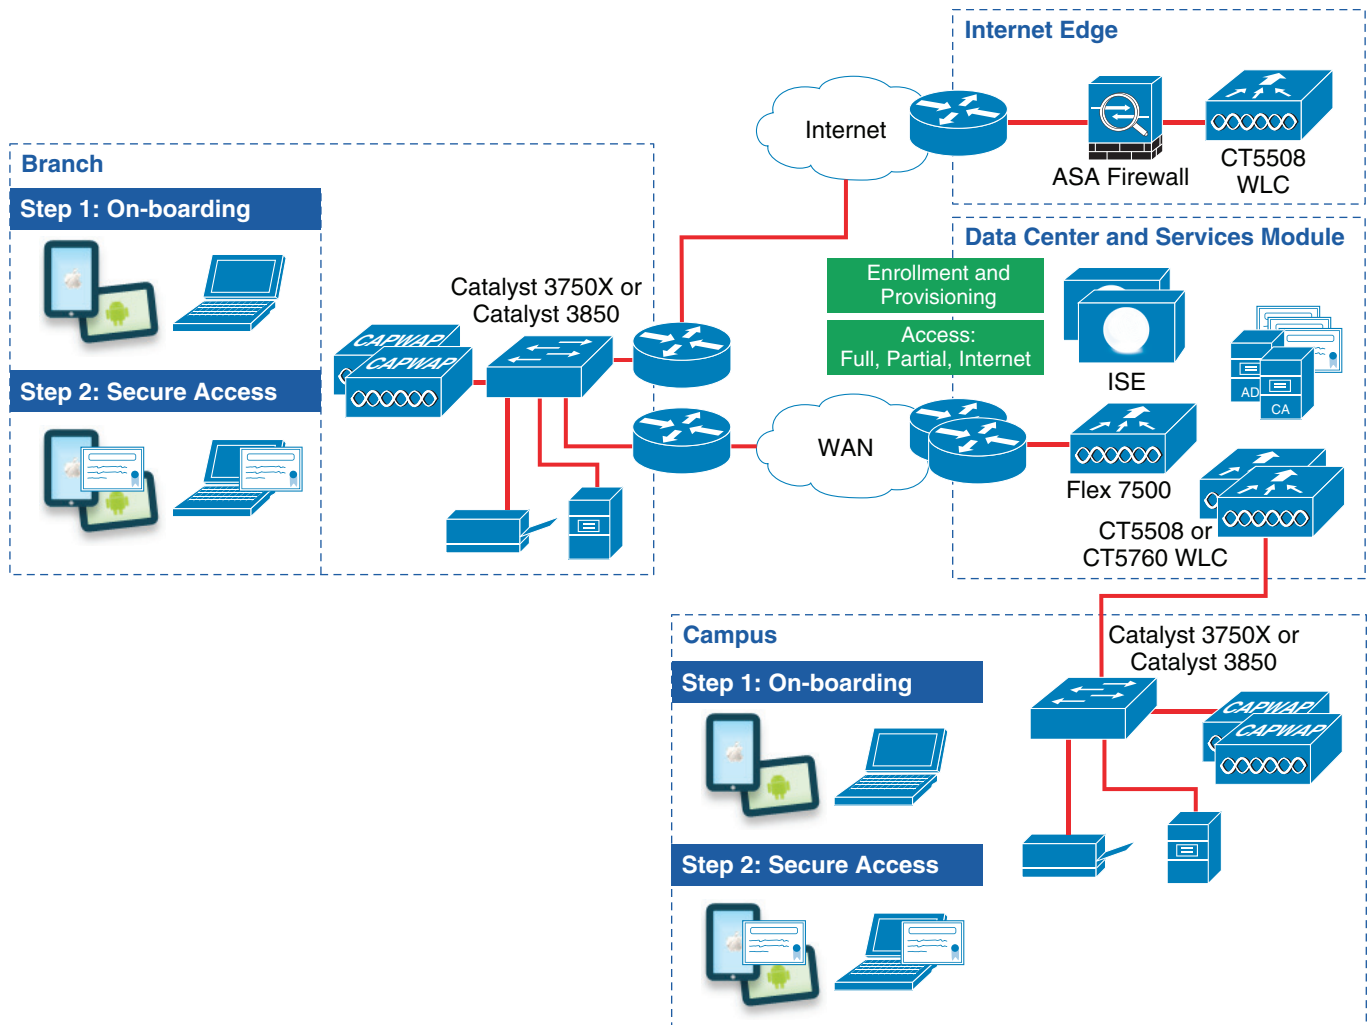 Internet Edge
Internet
ASA Firewall
CT5508
WLC
Branch
Step 1: On-boarding
Catalyst 3750X or
Catalyst 3850
CAPWAP
CAPWAP
Step 2: Secure Access
Data Center and Services Module
Enrollment and
Provisioning
Access:
Full, Partial, Internet
ISE
AD
CA
WAN
Flex 7500
CT5508 or
CT5760 WLC
Campus
Catalyst 3750X or
Catalyst 3850
Step 1: On-boarding
CAPWAP
CAPWAP
Step 2: Secure Access